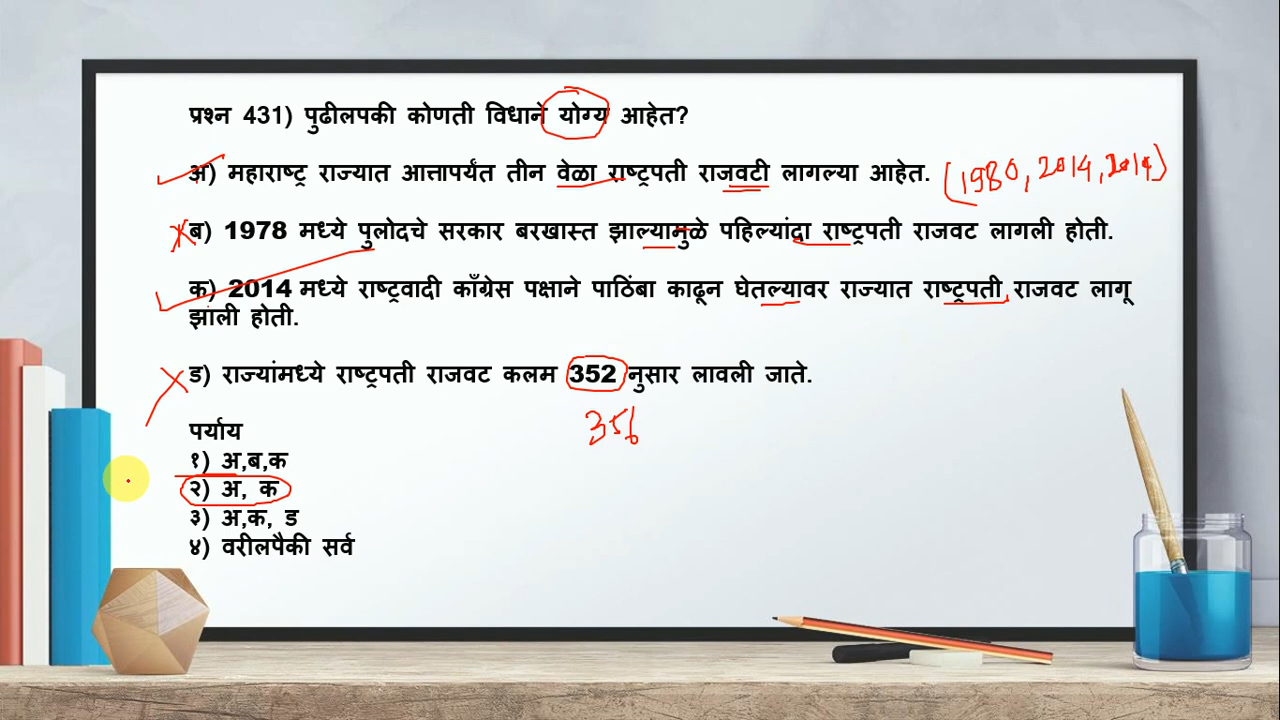 प्रश्न 431) पुढीलपकी कोणती विधाने योग्य आहेत?
अ) महाराष्ट्र राज्यात आत्तापर्यंत तीन वेळा राष्ट्रपती राजवटी लागल्या आहेत. (1980, 2014, 2019)
ब) 1978 मध्ये पुलोदचे सरकार बरखास्त झाल्यामुळे पहिल्यांदा राष्ट्रपती राजवट लागली होती.
क) 2014 मध्ये राष्ट्रवादी काँग्रेस पक्षाने पाठिंबा काढून घेतल्यावर राज्यात राष्ट्रपती राजवट लागू
झाली होती.
ड) राज्यांमध्ये राष्ट्रपती राजवट कलम 352 नुसार लावली जाते.
356
पर्याय
१) अ,ब,क
२) अ, क
३) अ,क, ड
४) वरीलपैकी सर्व